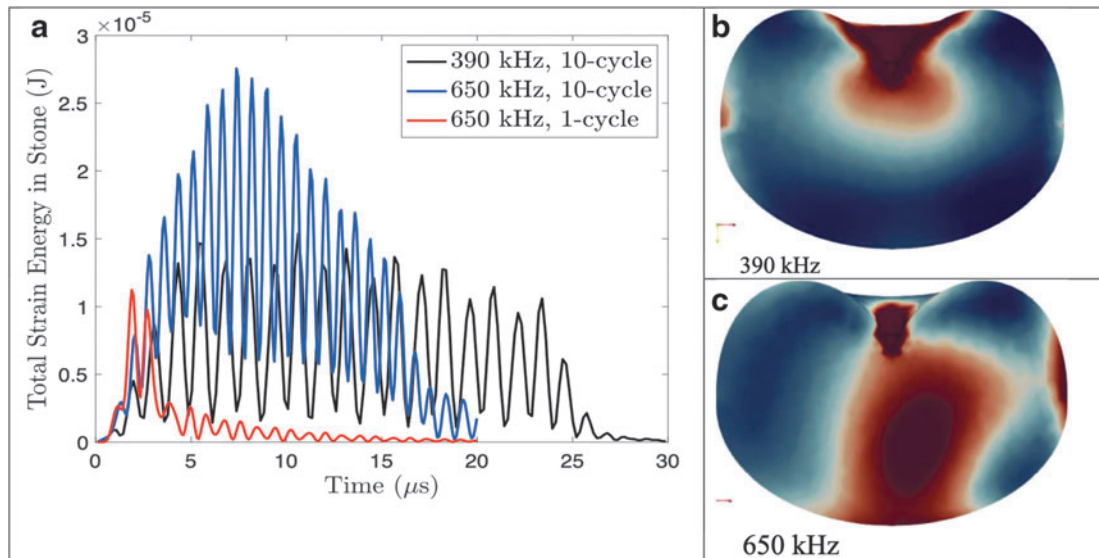 a
×10⁻⁵
3
2.5
2
1.5
1
0.5
0
0 5 10 15 20 25 30
Total Strain Energy in Stone (J)
Time (μs)
390 kHz, 10-cycle
650 kHz, 10-cycle
650 kHz, 1-cycle
b
390 kHz
c
650 kHz